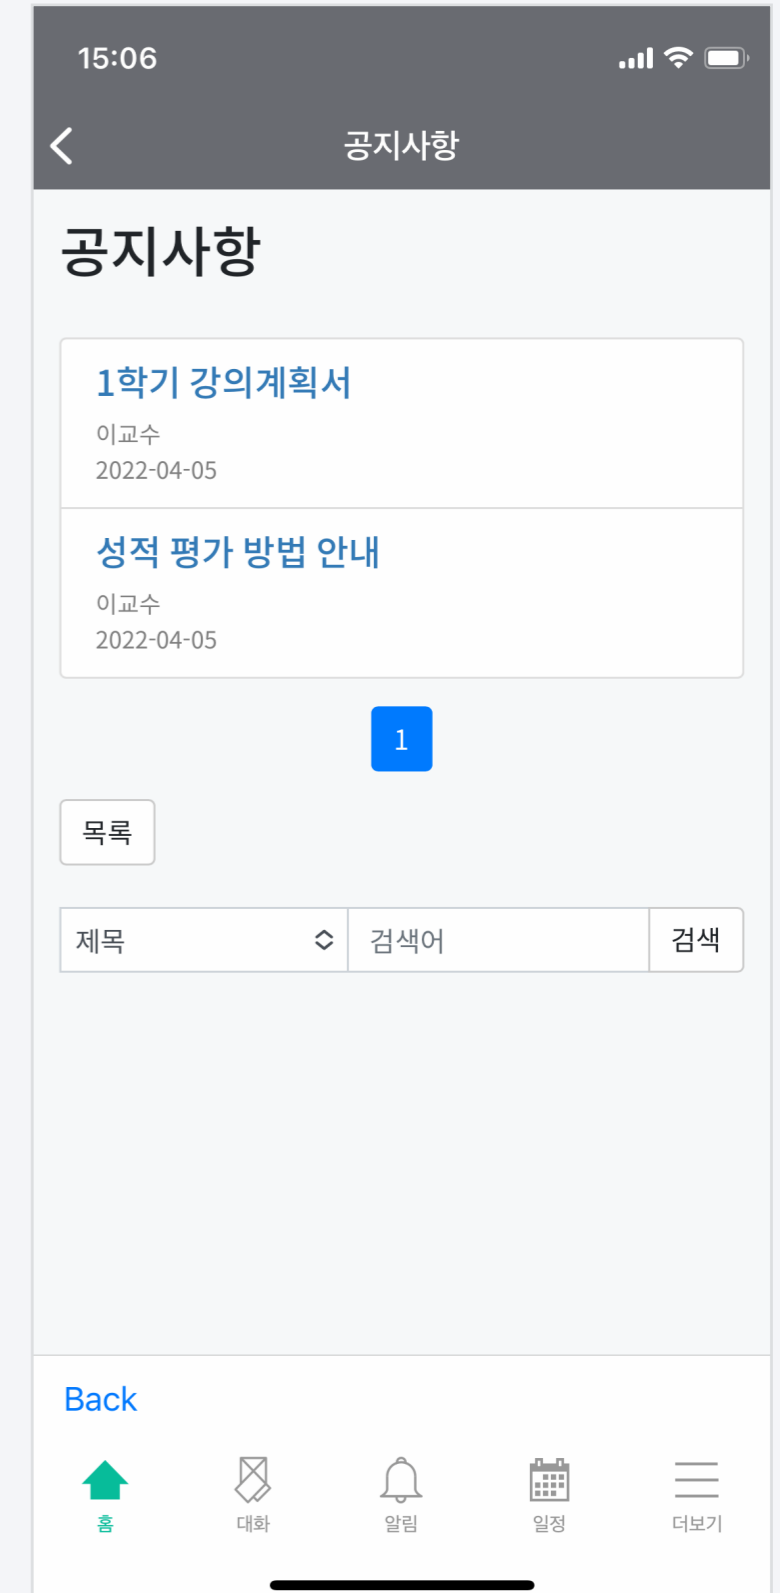 15:06
공지사항
공지사항
1학기 강의계획서
이교수
2022-04-05
성적 평가 방법 안내
이교수
2022-04-05
1
목록
제목 검색어 검색
Back
홈 대화 알림 일정 더보기